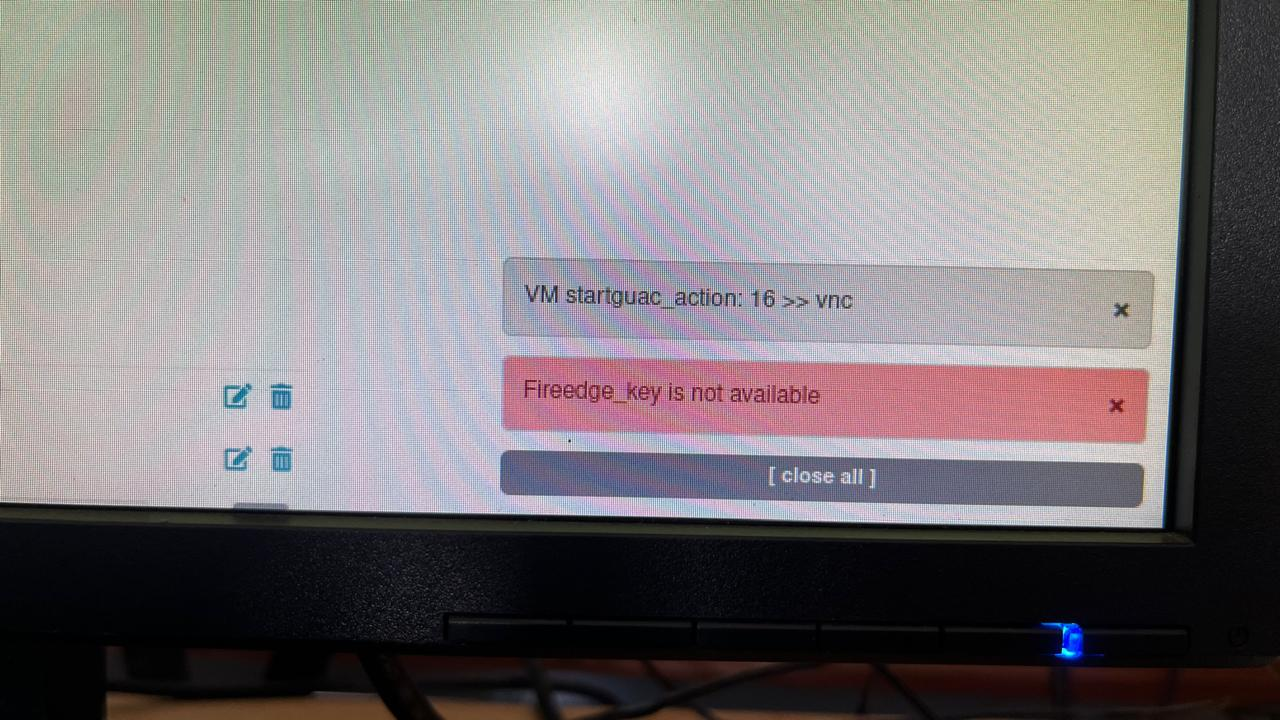 VM startguac_action: 16 >> vnc
Fireedge_key is not available
[ close all ]